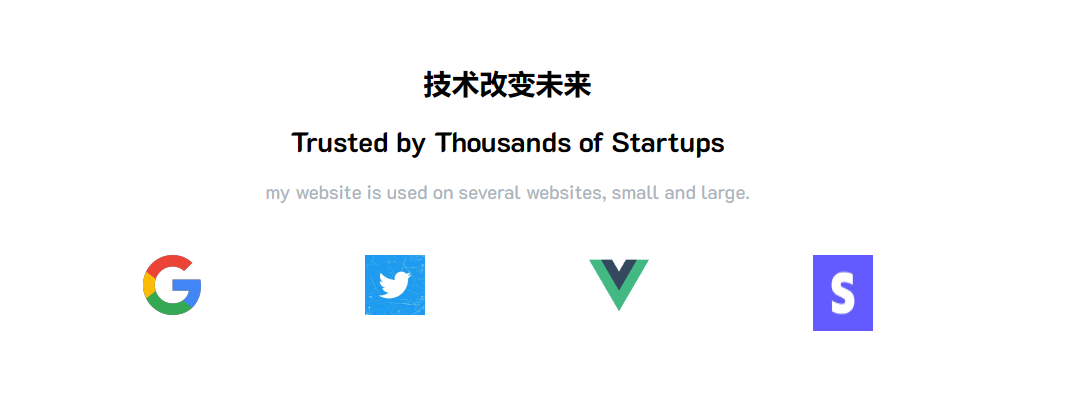 技术改变未来
Trusted by Thousands of Startups
my website is used on several websites, small and large.
G
S